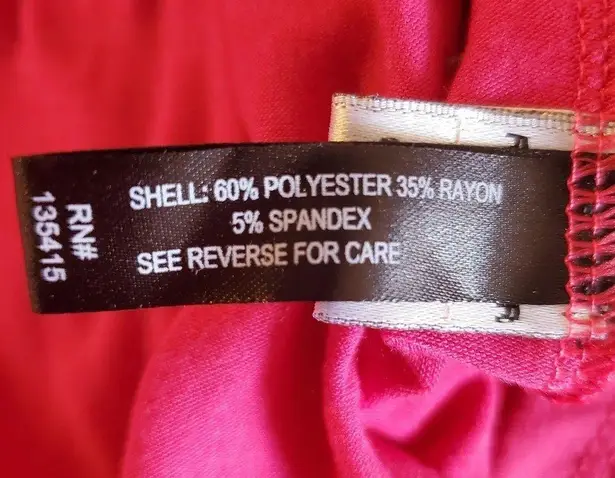 SHELL: 60% POLYESTER 35% RAYON
5% SPANDEX
SEE REVERSE FOR CARE
RN#
135415